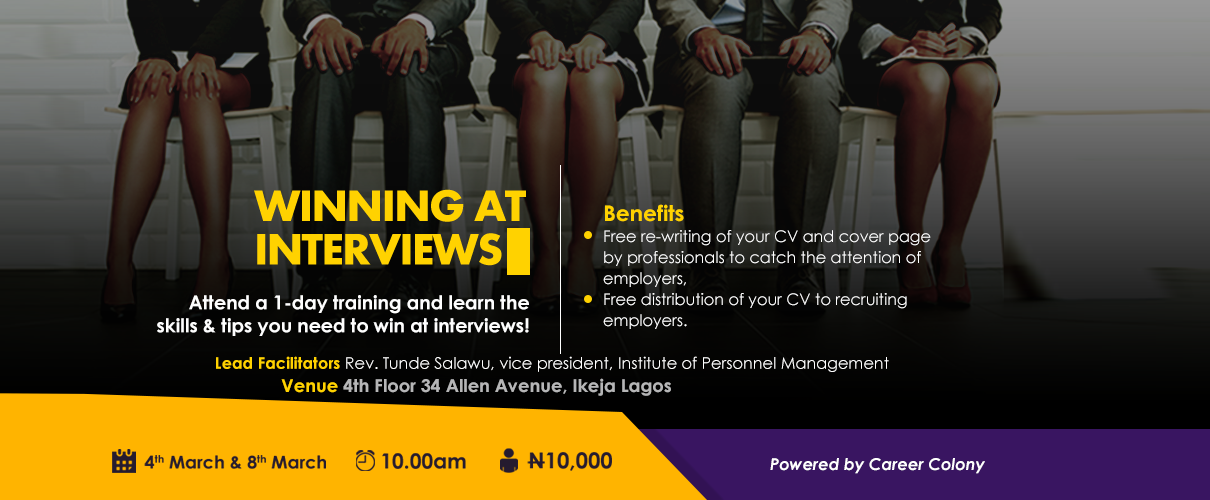 WINNING AT
INTERVIEWS
Attend a 1-day training and learn the
skills & tips you need to win at interviews!
Benefits
Free re-writing of your CV and cover page
by professionals to catch the attention of
employers,
Free distribution of your CV to recruiting
employers.
Lead Facilitators Rev. Tunde Salawu, vice president, Institute of Personnel Management
Venue 4th Floor 34 Allen Avenue, Ikeja Lagos
4th March & 8th March
10.00am
₦10,000
Powered by Career Colony